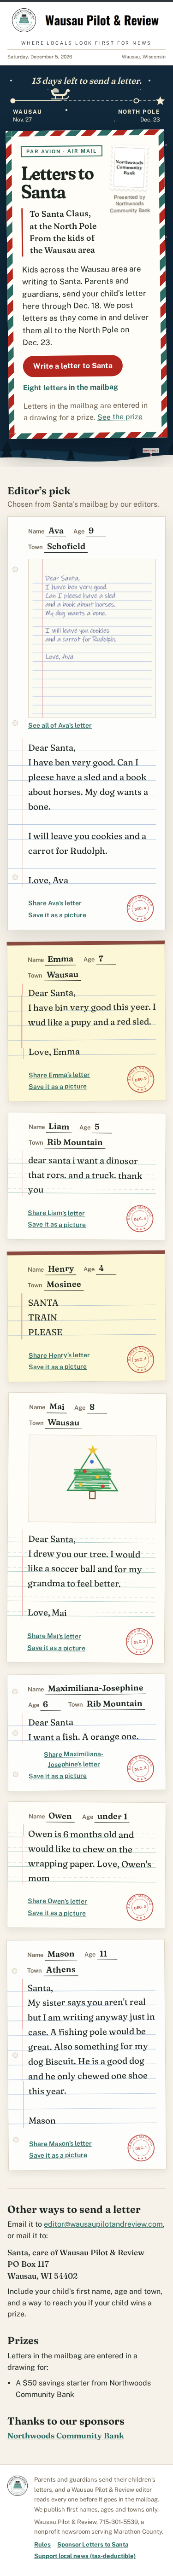 Wausau Pilot & Review
WHERE LOCALS LOOK FIRST FOR NEWS
Saturday, December 5, 2026
Wausau, Wisconsin
13 days left to send a letter.
WAUSAU
Nov. 27
NORTH POLE
Dec. 23
PAR AVION · AIR MAIL
Letters to
Santa
Northwoods
Community
Bank
Presented by
Northwoods
Community Bank
To Santa Claus,
at the North Pole
From the kids of
the Wausau area
Kids across the Wausau area are
writing to Santa. Parents and
guardians, send your child's letter
here through Dec. 18. We post
letters as they come in and deliver
them all to the North Pole on
Dec. 23.
Write a letter to Santa
Eight letters in the mailbag
Letters in the mailbag are entered in
a drawing for a prize. See the prize
Editor's pick
Chosen from Santa's mailbag by our editors.
Name Ava Age 9
Town Schofield
Dear Santa,
I have ben very good.
Can I pleese have a sled
and a book about horses.
My dog wants a bone.
I will leave you cookies
and a carrot for Rudolph.
Love, Ava
See all of Ava's letter
Dear Santa,
I have ben very good. Can I
pleese have a sled and a book
about horses. My dog wants a
bone.
I will leave you cookies and a
carrot for Rudolph.
Love, Ava
Share Ava's letter
Save it as a picture
DEC. 4
Name Emma Age 7
Town Wausau
Dear Santa,
I have bin very good this year. I
wud like a pupy and a red sled.
Love, Emma
Share Emma's letter
Save it as a picture
Name Liam Age 5
Town Rib Mountain
dear santa i want a dinosor
that rors. and a truck. thank
you
Share Liam's letter
Save it as a picture
Name Henry Age 4
Town Mosinee
SANTA
TRAIN
PLEASE
Share Henry's letter
Save it as a picture
Name Mai Age 8
Town Wausau
Dear Santa,
I drew you our tree. I would
like a soccer ball and for my
grandma to feel better.
Love, Mai
Share Mai's letter
Save it as a picture
Name Maximiliana-Josephine
Age 6 Town Rib Mountain
Dear Santa
I want a fish. A orange one.
Share Maximiliana-
Josephine's letter
Save it as a picture
Name Owen Age under 1
Owen is 6 months old and
would like to chew on the
wrapping paper. Love, Owen's
mom
Share Owen's letter
Save it as a picture
Name Mason Age 11
Town Athens
Santa,
My sister says you aren't real
but I am writing anyway just in
case. A fishing pole would be
great. Also something for my
dog Biscuit. He is a good dog
and he only chewed one shoe
this year.
Mason
Share Mason's letter
Save it as a picture
Other ways to send a letter
Email it to editor@wausaupilotandreview.com,
or mail it to:
Santa, care of Wausau Pilot & Review
PO Box 117
Wausau, WI 54402
Include your child's first name, age and town,
and a way to reach you if your child wins a
prize.
Prizes
Letters in the mailbag are entered in a
drawing for:
• A $50 savings starter from Northwoods
Community Bank
Thanks to our sponsors
Northwoods Community Bank
Parents and guardians send their children's
letters, and a Wausau Pilot & Review editor
reads every one before it goes in the mailbag.
We publish first names, ages and towns only.
Wausau Pilot & Review, 715-301-5539, a
nonprofit newsroom serving Marathon County.
Rules Sponsor Letters to Santa
Support local news (tax-deductible)